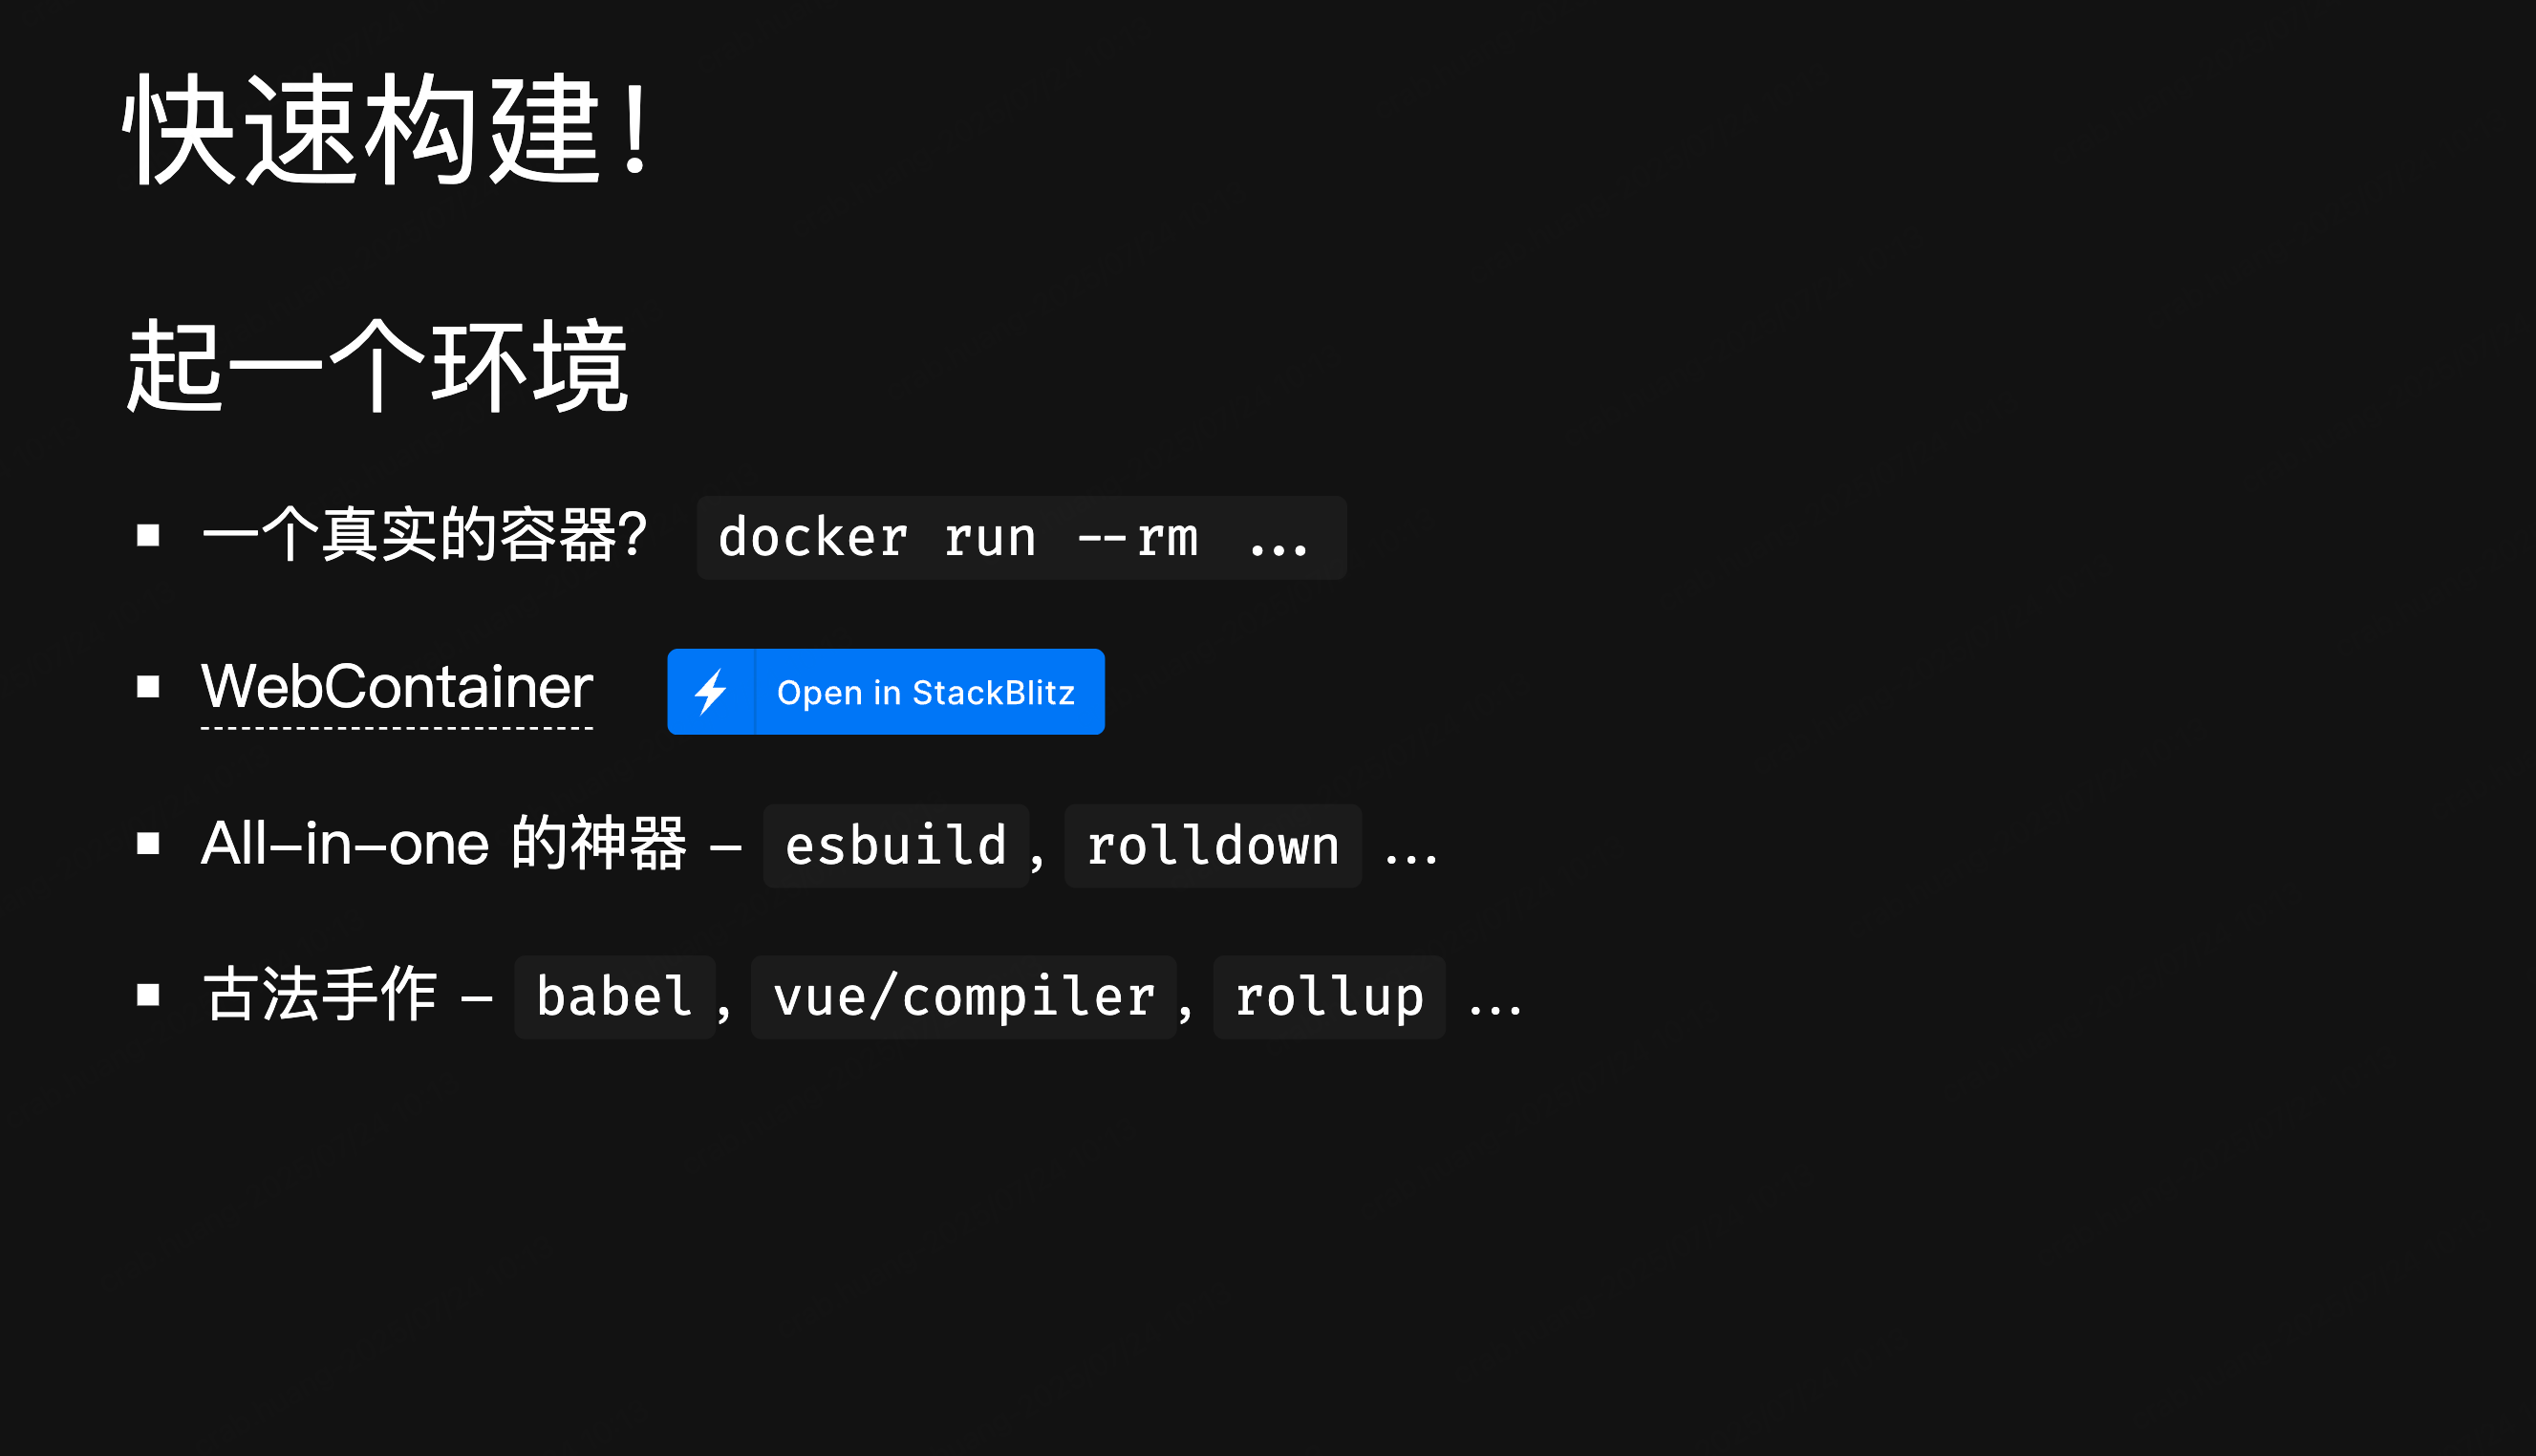 快速构建！
起一个环境
一个真实的容器？ docker run --rm ...
WebContainer Open in StackBlitz
All-in-one 的神器 - esbuild, rolldown ...
古法手作 - babel, vue/compiler, rollup ...